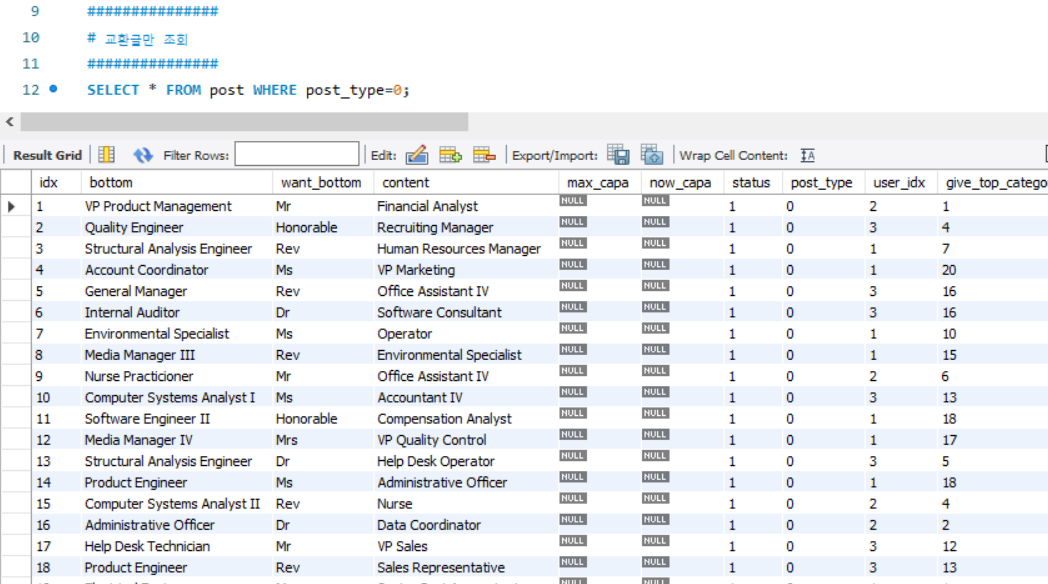 9 ###############
10 # 교환글만 조회
11 ###############
12 SELECT * FROM post WHERE post_type=0;
Result Grid Filter Rows: Edit: Export/Import: Wrap Cell Content:
idx bottom want_bottom content max_capa now_capa status post_type user_idx give_top_catego
1 VP Product Management Mr Financial Analyst NULL NULL 1 0 2 1
2 Quality Engineer Honorable Recruiting Manager NULL NULL 1 0 3 4
3 Structural Analysis Engineer Rev Human Resources Manager NULL NULL 1 0 1 7
4 Account Coordinator Ms VP Marketing NULL NULL 1 0 1 20
5 General Manager Rev Office Assistant IV NULL NULL 1 0 3 16
6 Internal Auditor Dr Software Consultant NULL NULL 1 0 3 16
7 Environmental Specialist Ms Operator NULL NULL 1 0 1 10
8 Media Manager III Rev Environmental Specialist NULL NULL 1 0 1 15
9 Nurse Practicioner Mr Office Assistant IV NULL NULL 1 0 2 6
10 Computer Systems Analyst I Ms Accountant IV NULL NULL 1 0 3 13
11 Software Engineer II Honorable Compensation Analyst NULL NULL 1 0 1 18
12 Media Manager IV Mrs VP Quality Control NULL NULL 1 0 1 17
13 Structural Analysis Engineer Dr Help Desk Operator NULL NULL 1 0 3 5
14 Product Engineer Ms Administrative Officer NULL NULL 1 0 1 18
15 Computer Systems Analyst II Rev Nurse NULL NULL 1 0 2 4
16 Administrative Officer Dr Data Coordinator NULL NULL 1 0 2 2
17 Help Desk Technician Mr VP Sales NULL NULL 1 0 3 12
18 Product Engineer Rev Sales Representative NULL NULL 1 0 3 13